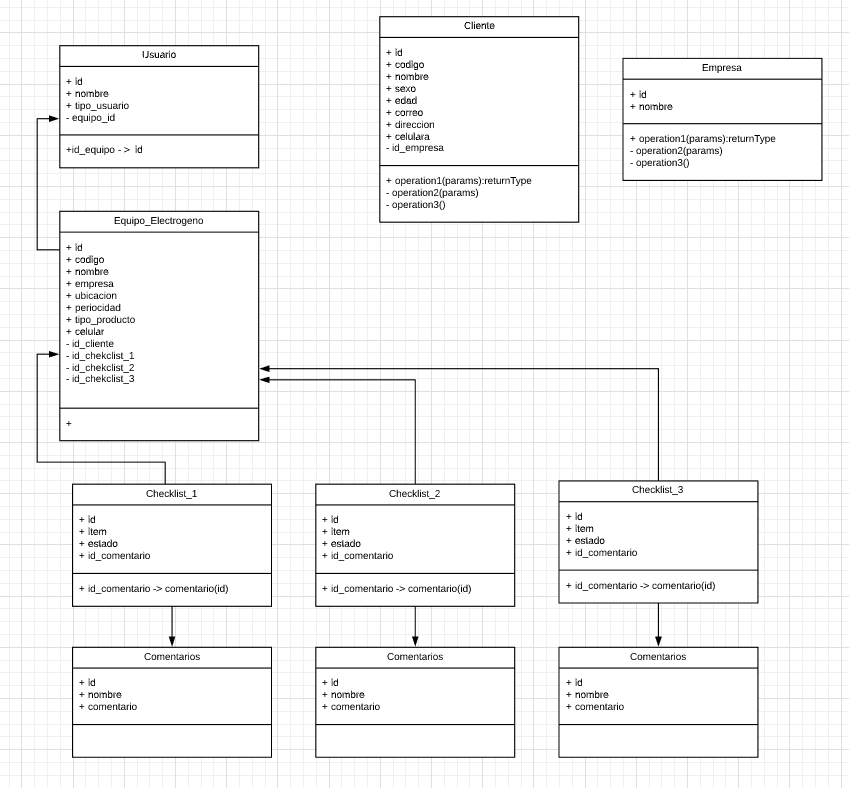 Usuario
+ id
+ nombre
+ tipo_usuario
- equipo_id
+id_equipo - > id
Cliente
+ id
+ codigo
+ nombre
+ sexo
+ edad
+ correo
+ direccion
+ celulara
- id_empresa
+ operation1(params):returnType
- operation2(params)
- operation3()
Empresa
+ id
+ nombre
+ operation1(params):returnType
- operation2(params)
- operation3()
Equipo_Electrogeno
+ id
+ codigo
+ nombre
+ empresa
+ ubicacion
+ periocidad
+ tipo_producto
+ celular
- id_cliente
- id_chekclist_1
- id_chekclist_2
- id_chekclist_3
+
Checklist_1
+ id
+ item
+ estado
+ id_comentario
+ id_comentario -> comentario(id)
Checklist_2
+ id
+ item
+ estado
+ id_comentario
+ id_comentario -> comentario(id)
Checklist_3
+ id
+ item
+ estado
+ id_comentario
+ id_comentario -> comentario(id)
Comentarios
+ id
+ nombre
+ comentario
Comentarios
+ id
+ nombre
+ comentario
Comentarios
+ id
+ nombre
+ comentario